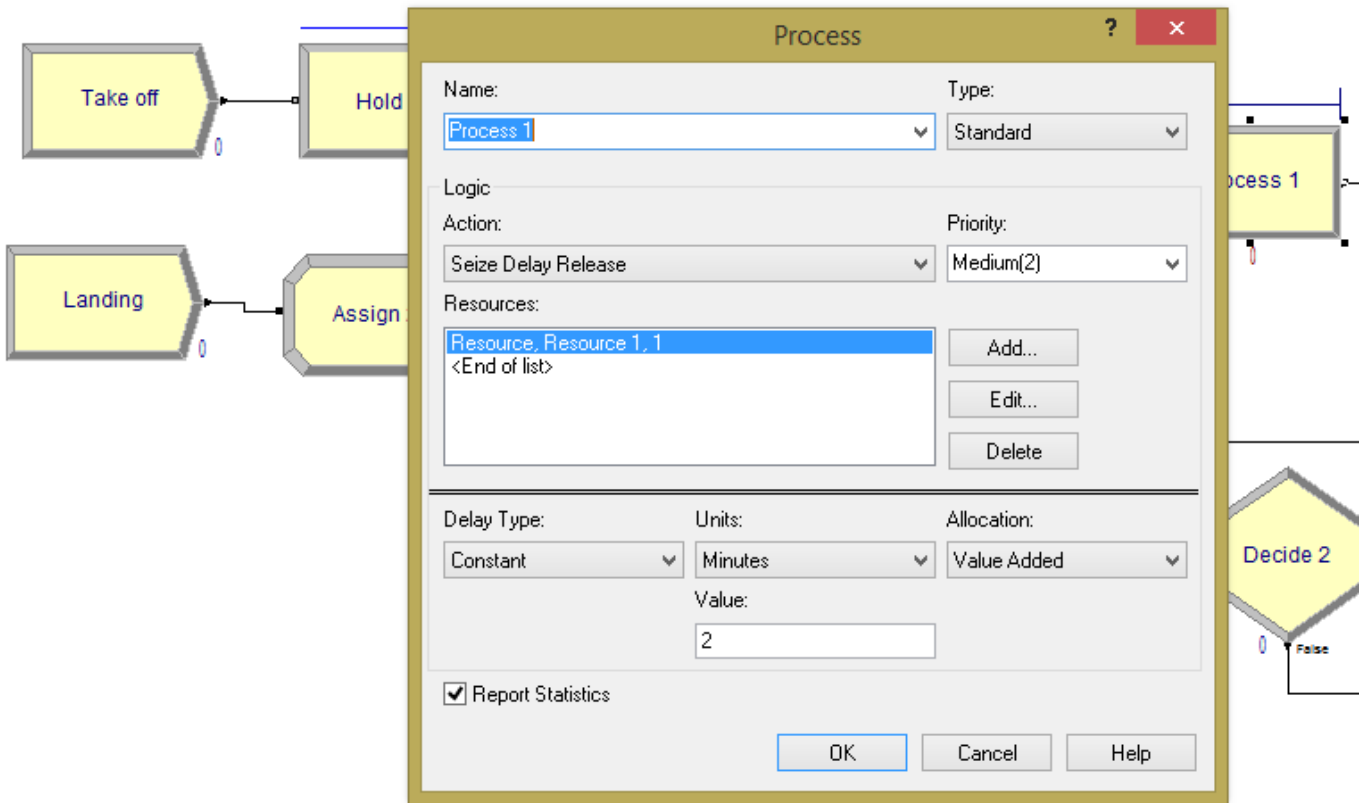 Process
?
Take off
0
Hold
Landing
0
Assign
Name:
Type:
Process 1
Standard
Logic
Action:
Priority:
Seize Delay Release
Medium(2)
Resources:
Resource, Resource 1, 1
<End of list>
Add...
Edit...
Delete
Delay Type:
Units:
Allocation:
Constant
Minutes
Value Added
Value:
2
Report Statistics
OK
Cancel
Help
ocess 1
0
Decide 2
0
False